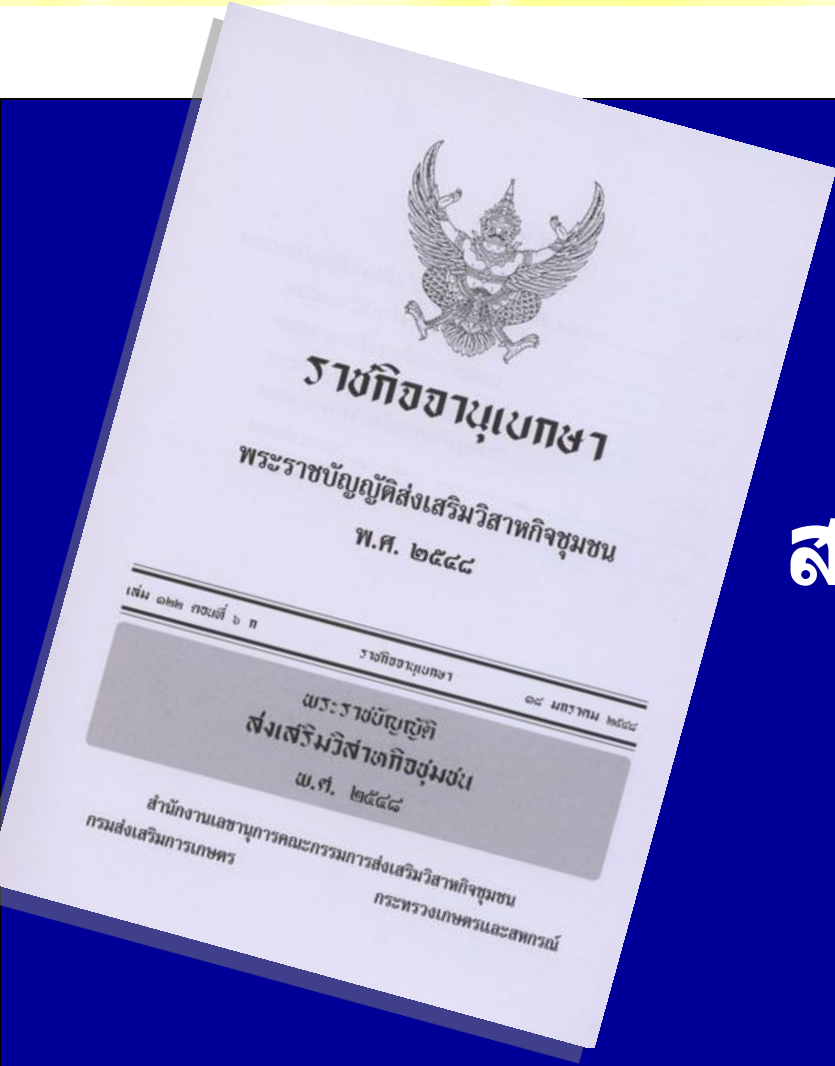 ราชกิจจานุเบกษา
พระราชบัญญัติส่งเสริมวิสาหกิจชุมชน
พ.ศ. ๒๕๔๘
เล่ม ๑๒๒ ตอนที่ ๖ ก ราชกิจจานุเบกษา ๑๘ มกราคม ๒๕๔๘
พระราชบัญญัติ
ส่งเสริมวิสาหกิจชุมชน
พ.ศ. ๒๕๔๘
สำนักงานเลขานุการคณะกรรมการส่งเสริมวิสาหกิจชุมชน
กรมส่งเสริมการเกษตร
กระทรวงเกษตรและสหกรณ์
ส